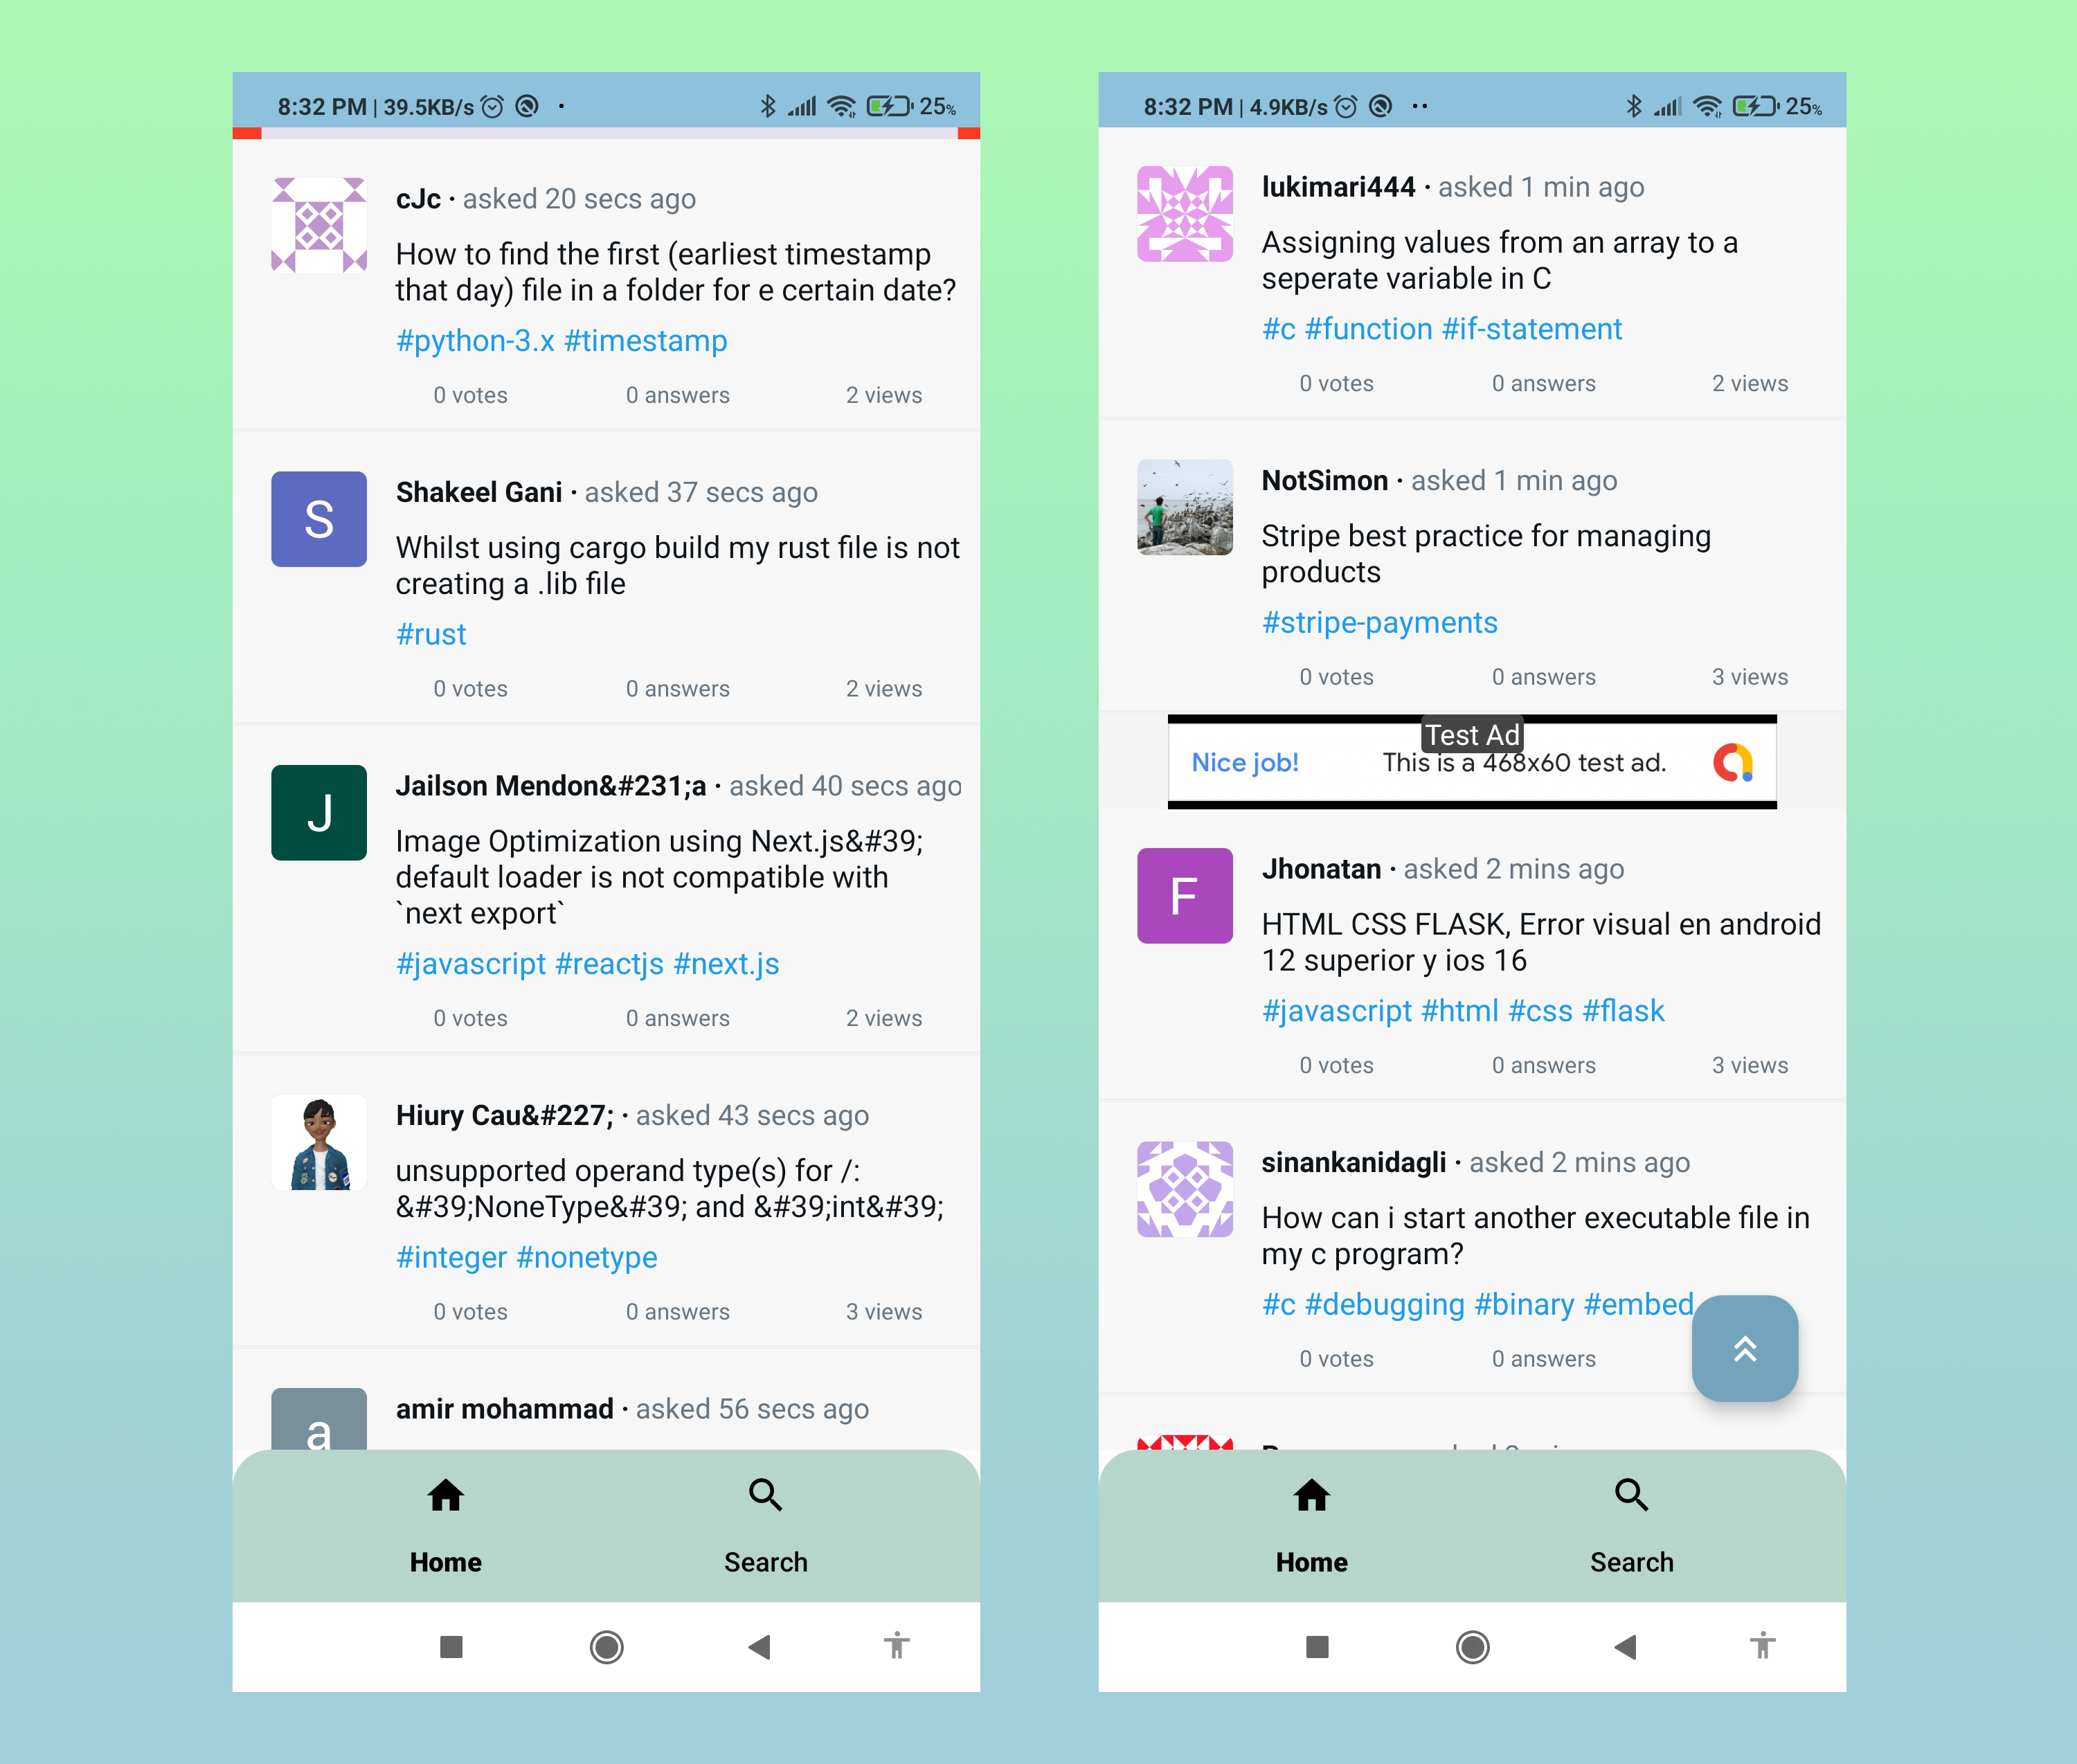 8:32 PM | 39.5KB/s
25%
cJc · asked 20 secs ago
How to find the first (earliest timestamp
that day) file in a folder for e certain date?
#python-3.x #timestamp
0 votes 0 answers 2 views
S
Shakeel Gani · asked 37 secs ago
Whilst using cargo build my rust file is not
creating a .lib file
#rust
0 votes 0 answers 2 views
J
Jailson Mendon&#231;a · asked 40 secs ago
Image Optimization using Next.js&#39;
default loader is not compatible with
`next export`
#javascript #reactjs #next.js
0 votes 0 answers 2 views
Hiury Cau&#227; · asked 43 secs ago
unsupported operand type(s) for /:
&#39;NoneType&#39; and &#39;int&#39;
#integer #nonetype
0 votes 0 answers 3 views
a
amir mohammad · asked 56 secs ago
Home Search
8:32 PM | 4.9KB/s
25%
lukimari444 · asked 1 min ago
Assigning values from an array to a
seperate variable in C
#c #function #if-statement
0 votes 0 answers 2 views
NotSimon · asked 1 min ago
Stripe best practice for managing
products
#stripe-payments
0 votes 0 answers 3 views
Test Ad
Nice job! This is a 468x60 test ad.
F
Jhonatan · asked 2 mins ago
HTML CSS FLASK, Error visual en android
12 superior y ios 16
#javascript #html #css #flask
0 votes 0 answers 3 views
sinankanidagli · asked 2 mins ago
How can i start another executable file in
my c program?
#c #debugging #binary #embed
0 votes 0 answers
Home Search